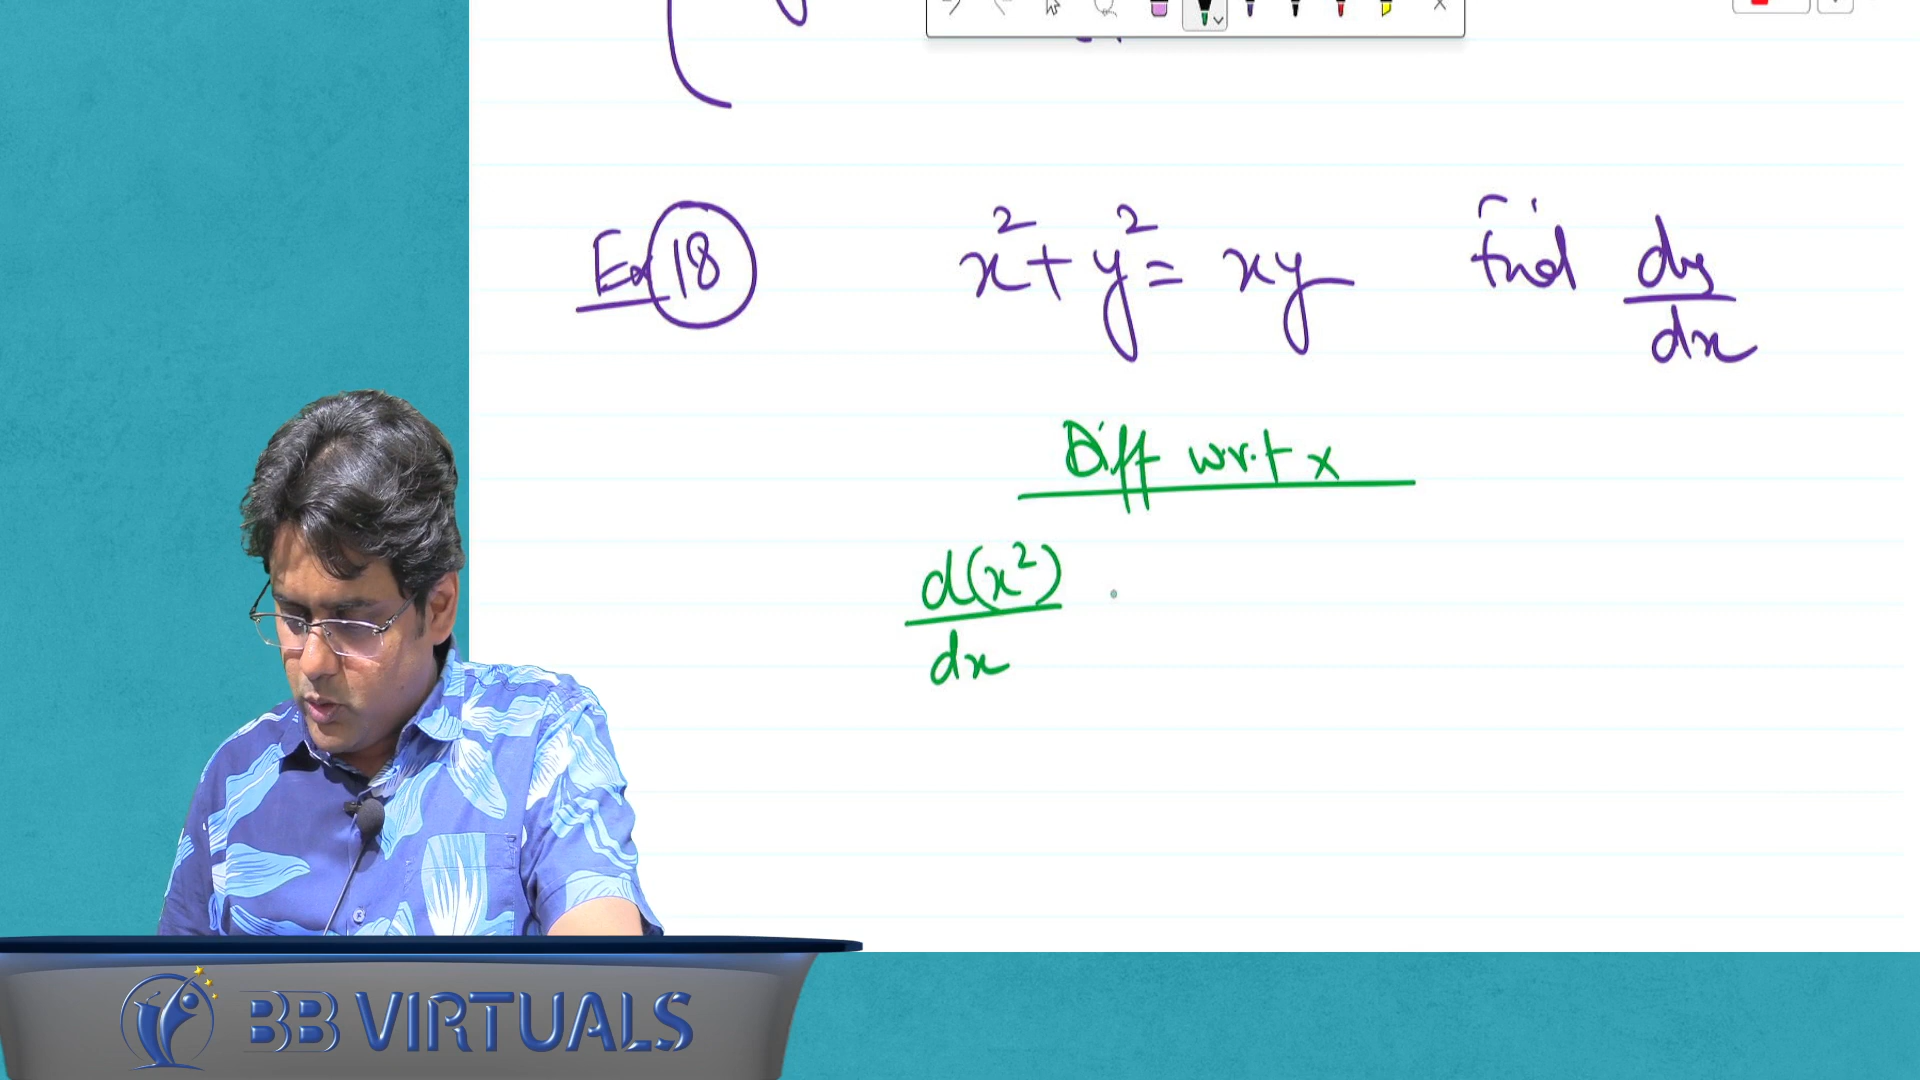 Ex 18 x² + y² = xy Find dy/dx
Diff w.r.t x
d(x²)/dx
BB VIRTUALS